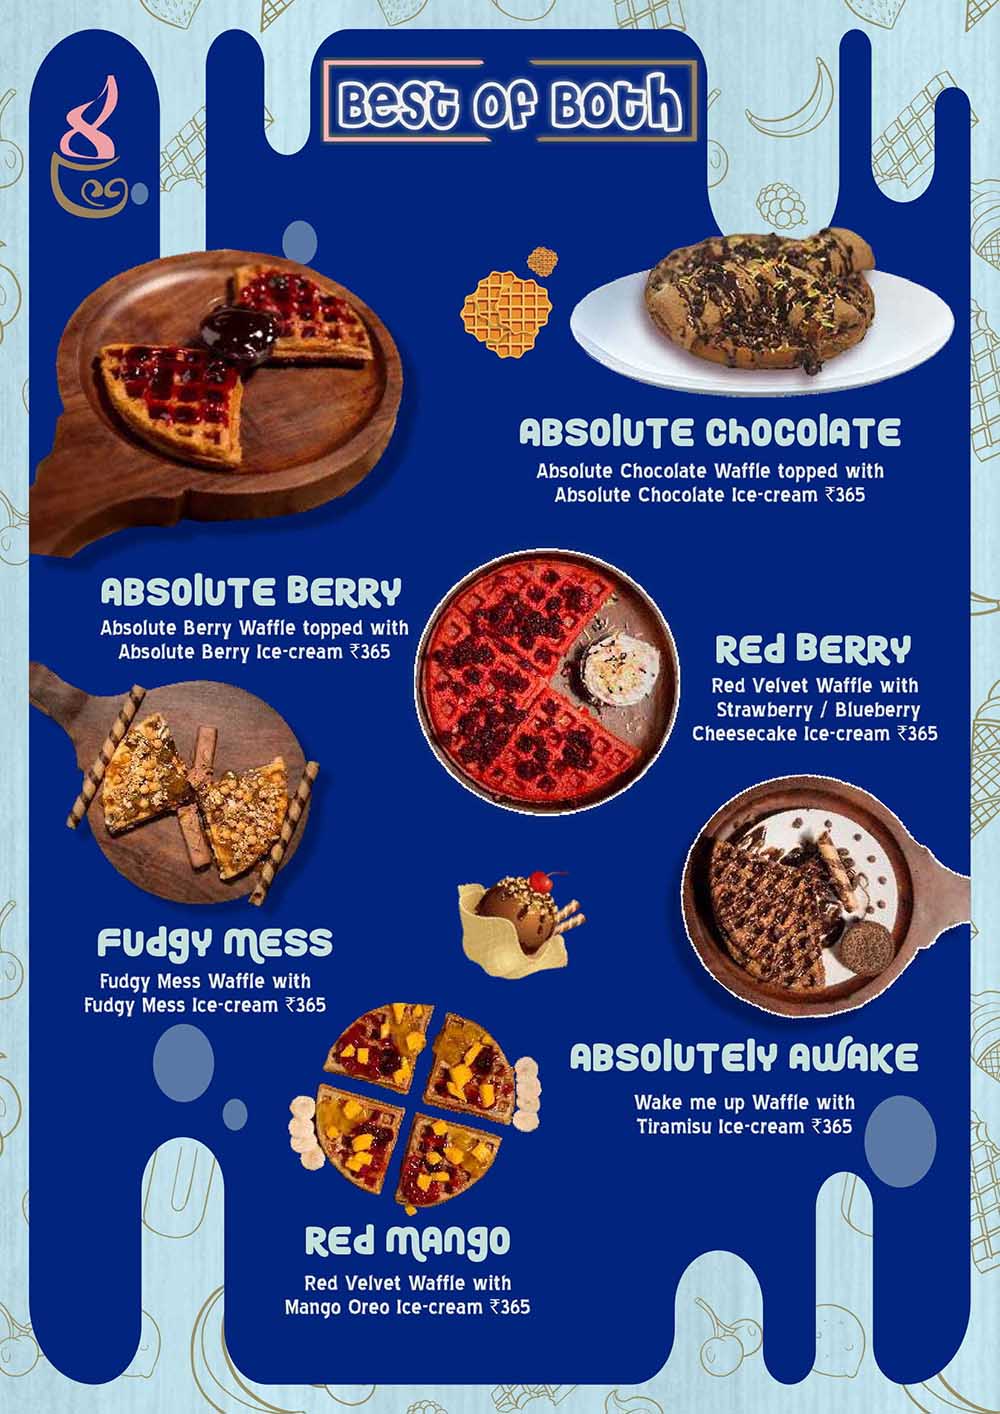 Best of Both
Absolute Chocolate
Absolute Chocolate Waffle topped with
Absolute Chocolate Ice-cream ₹365
Absolute Berry
Absolute Berry Waffle topped with
Absolute Berry Ice-cream ₹365
Red Berry
Red Velvet Waffle with
Strawberry / Blueberry
Cheesecake Ice-cream ₹365
Fudgy Mess
Fudgy Mess Waffle with
Fudgy Mess Ice-cream ₹365
Absolutely Awake
Wake me up Waffle with
Tiramisu Ice-cream ₹365
Red Mango
Red Velvet Waffle with
Mango Oreo Ice-cream ₹365